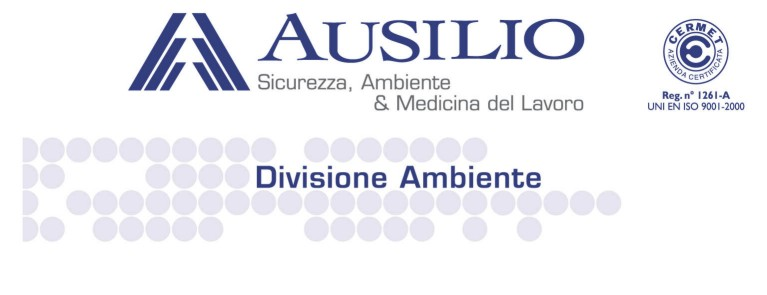 AUSILIO
Sicurezza, Ambiente
& Medicina del Lavoro
CERMET
AZIENDA CERTIFICATA
Reg. n° 1261-A
UNI EN ISO 9001-2000
Divisione Ambiente